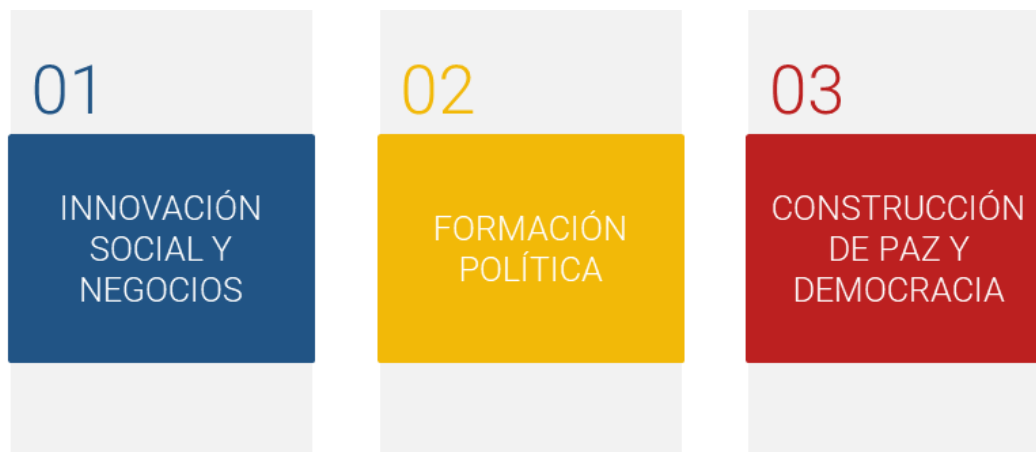 01
INNOVACIÓN
SOCIAL Y
NEGOCIOS
02
FORMACIÓN
POLÍTICA
03
CONSTRUCCIÓN
DE PAZ Y
DEMOCRACIA